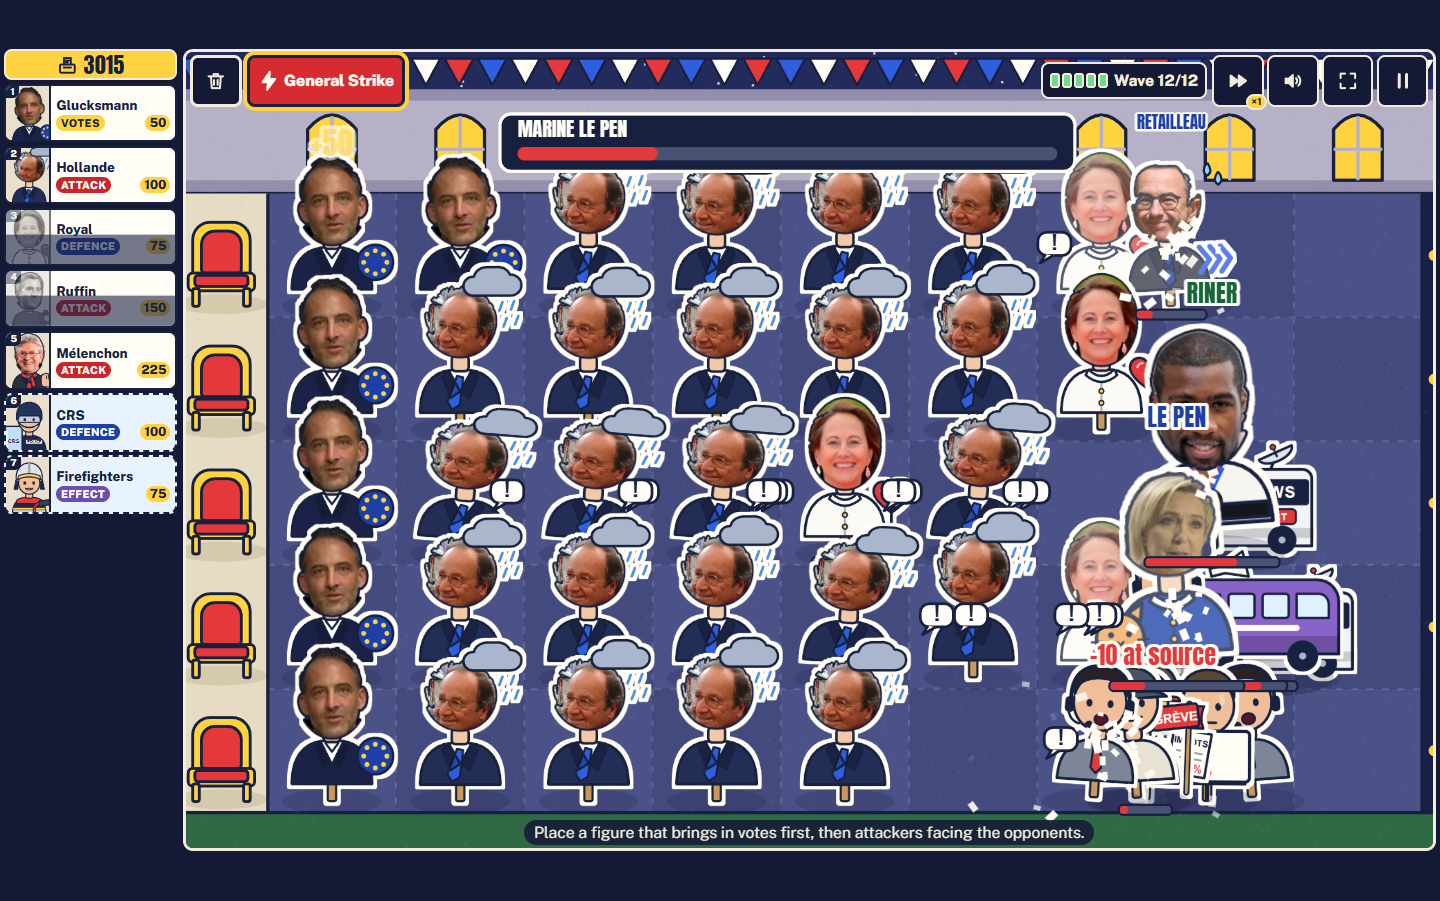 3015
General Strike
Wave 12/12
×1
1
Glucksmann
VOTES 50
2
Hollande
ATTACK 100
3
Royal
DEFENCE 75
4
Ruffin
ATTACK 150
5
Mélenchon
ATTACK 225
6
CRS
DEFENCE 100
7
Firefighters
EFFECT 75
MARINE LE PEN
+50
RETAILLEAU
!
RINER
LE PEN
! ! ! ! !
! ! ! !
-10 at source
GRÈVE
!
Place a figure that brings in votes first, then attackers facing the opponents.